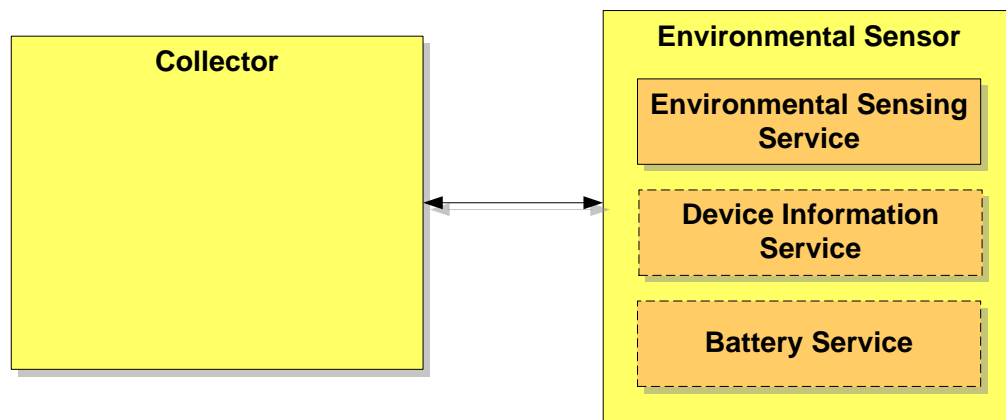 Collector
Environmental Sensor
Environmental Sensing
Service
Device Information
Service
Battery Service